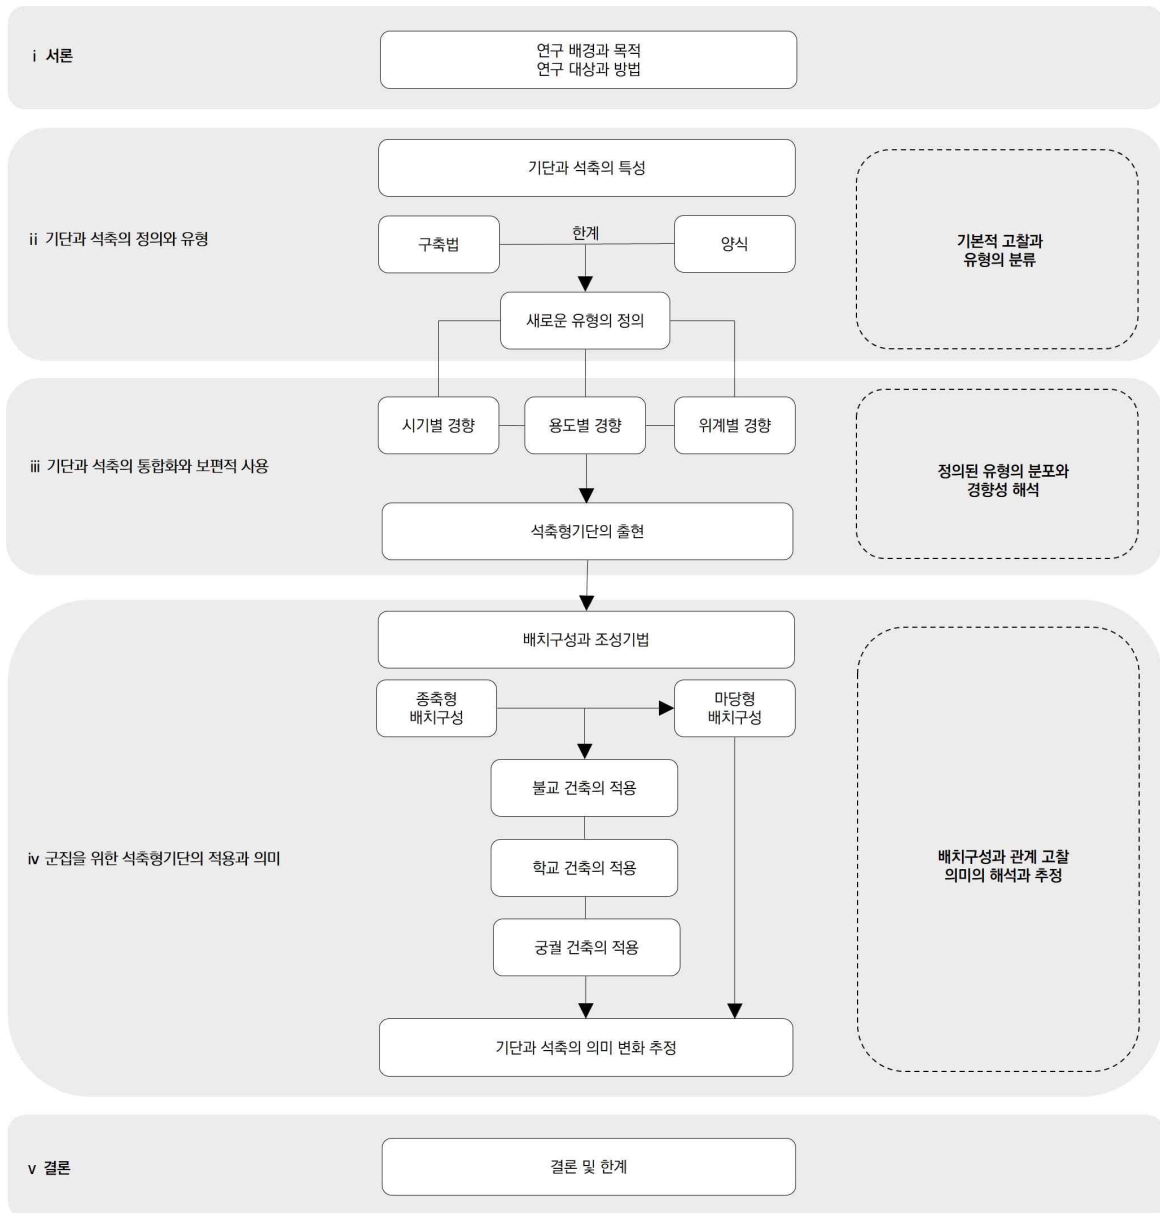 i 서론
연구 배경과 목적
연구 대상과 방법
ii 기단과 석축의 정의와 유형
기단과 석축의 특성
구축법
한계
양식
새로운 유형의 정의
기본적 고찰과
유형의 분류
iii 기단과 석축의 통합화와 보편적 사용
시기별 경향
용도별 경향
위계별 경향
석축형기단의 출현
정의된 유형의 분포와
경향성 해석
iv 군집을 위한 석축형기단의 적용과 의미
배치구성과 조성기법
종축형
배치구성
마당형
배치구성
불교 건축의 적용
학교 건축의 적용
궁궐 건축의 적용
기단과 석축의 의미 변화 추정
배치구성과 관계 고찰
의미의 해석과 추정
v 결론
결론 및 한계